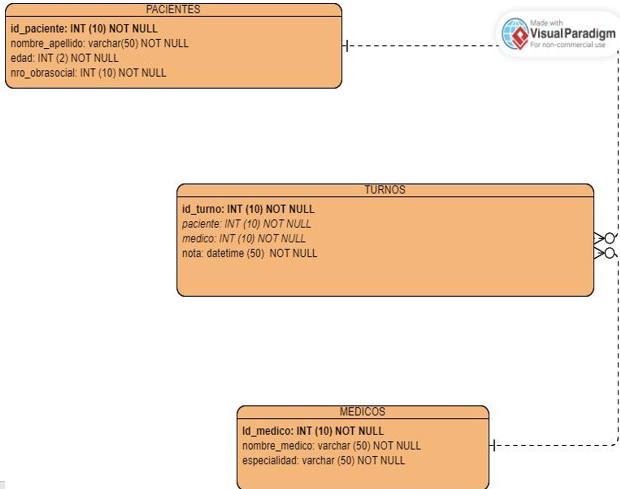 PACIENTES
id_paciente: INT (10) NOT NULL
nombre_apellido: varchar(50) NOT NULL
edad: INT (2) NOT NULL
nro_obrasocial: INT (10) NOT NULL
Made with
Visual Paradigm
For non-commercial use
TURNOS
id_turno: INT (10) NOT NULL
paciente: INT (10) NOT NULL
medico: INT (10) NOT NULL
nota: datetime (50) NOT NULL
MEDICOS
Id_medico: INT (10) NOT NULL
nombre_medico: varchar (50) NOT NULL
especialidad: varchar (50) NOT NULL